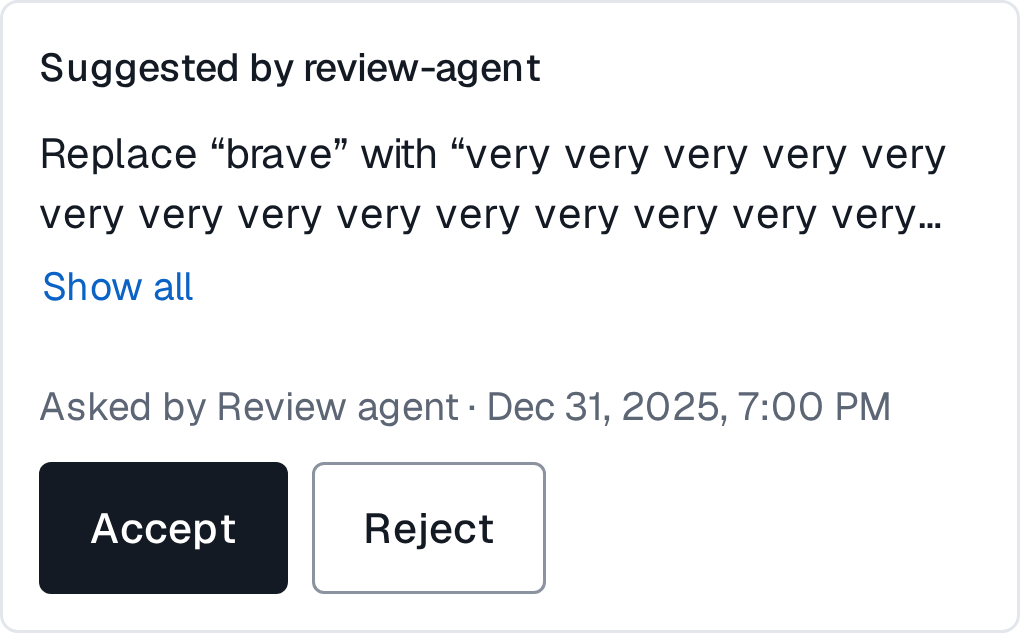 Suggested by review-agent
Replace “brave” with “very very very very very
very very very very very very very very very…
Show all
Asked by Review agent · Dec 31, 2025, 7:00 PM
Accept
Reject